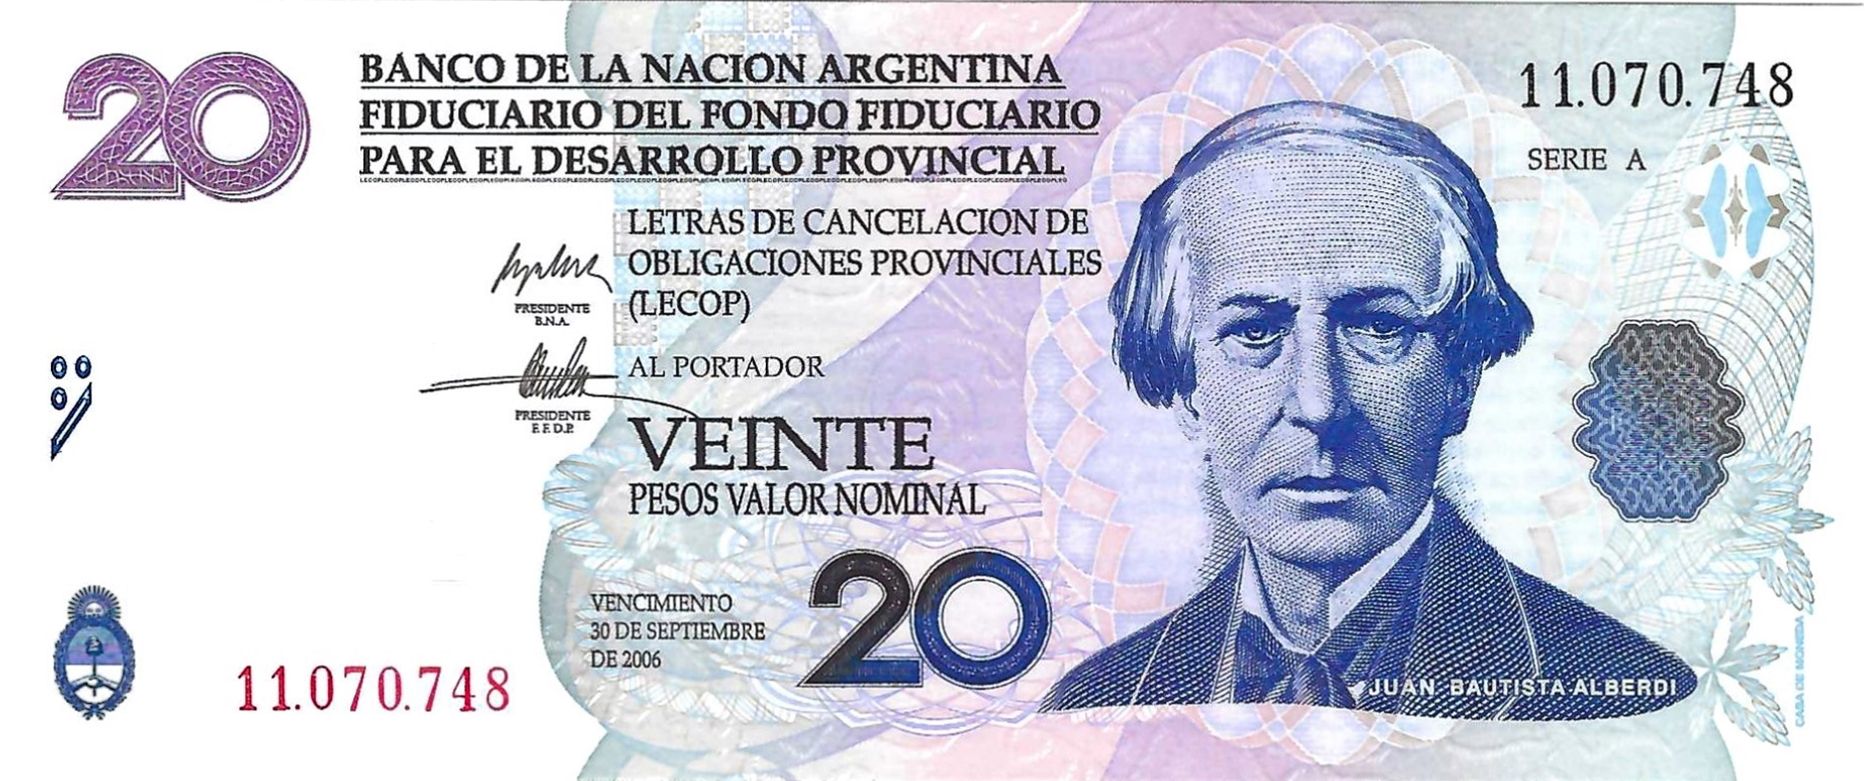 20
BANCO DE LA NACION ARGENTINA
FIDUCIARIO DEL FONDO FIDUCIARIO
PARA EL DESARROLLO PROVINCIAL
11.070.748
SERIE A
LETRAS DE CANCELACION DE
OBLIGACIONES PROVINCIALES
(LECOP)
PRESIDENTE
B.N.A.
AL PORTADOR
PRESIDENTE
F.F.D.P.
VEINTE
PESOS VALOR NOMINAL
VENCIMIENTO
30 DE SEPTIEMBRE
DE 2006
20
11.070.748
JUAN BAUTISTA ALBERDI
CASA DE MONEDA